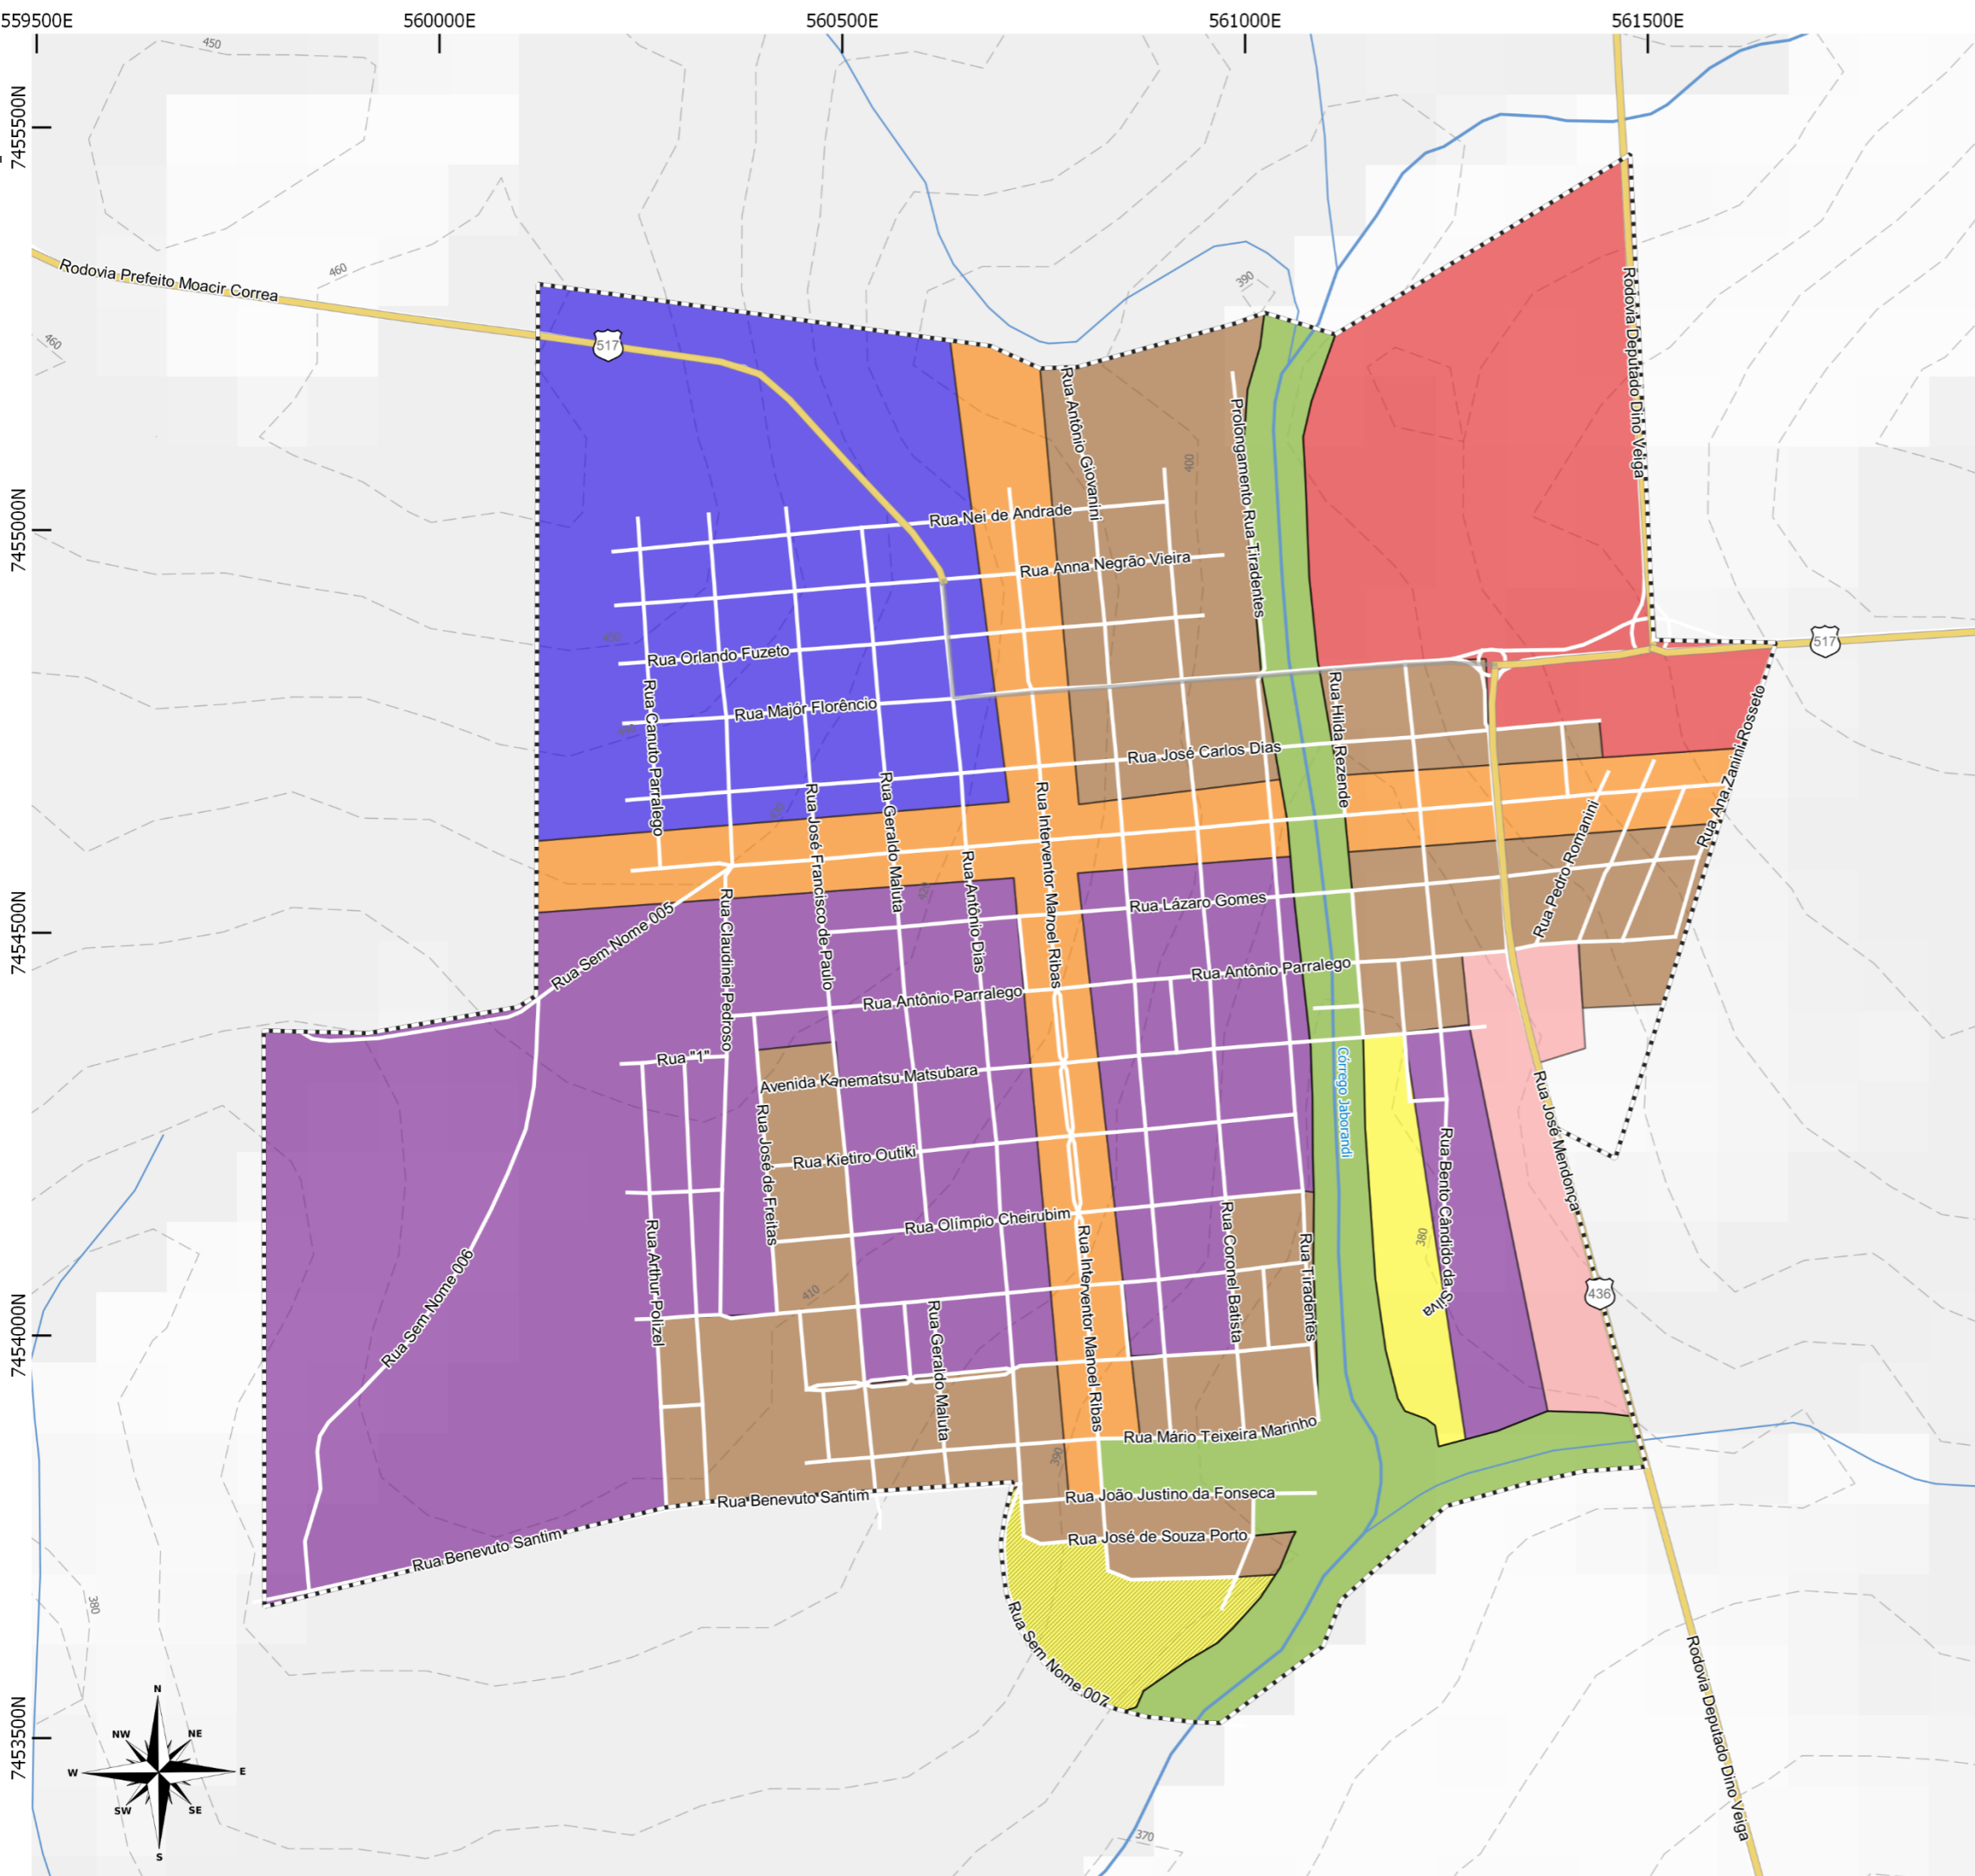 559500E
560000E
560500E
561000E
561500E
7455500N
7455000N
7454500N
7454000N
7453500N
450
460
460
390
Rodovia Prefeito Moacir Correa
517
Rodovia Deputado Dino Veiga
Rua Antônio Giovanini
400
Prolongamento Rua Tiradentes
Rua Nei de Andrade
Rua Anna Negrão Vieira
Rua Orlando Fuzeto
517
Rua Canuto Parralego
Rua Major Florêncio
Rua Hilda Rezende
Rua Ana Zanini Rosseto
Rua José Carlos Dias
Rua José Francisco de Paulo
Rua Geraldo Maluta
Rua Interventor Manoel Ribas
Rua Pedro Romanini
Rua Antônio Dias
420
Rua Claudinei Pedroso
Rua Lázaro Gomes
Rua Sem Nome 005
Rua Antônio Parralego
Rua Antônio Parralego
Rua "1"
Avenida Kanematsu Matsubara
Córrego Jaborandi
Rua José Mendonça
Rua José de Freitas
Rua Kietiro Outiki
Rua Bento Cândido da Silva
Rua Olímpio Cheirubim
Rua Arthur Polizel
Rua Sem Nome 006
Rua Interventor Manoel Ribas
Rua Coronel Batista
Rua Tiradentes
380
410
436
Rua Geraldo Maluta
Rua Mário Teixeira Marinho
390
Rua Benevuto Santim
Rua João Justino da Fonseca
Rua José de Souza Porto
Rua Benevuto Santim
380
Rua Sem Nome 007
Rodovia Deputado Dino Veiga
370
N
NW
NE
W
E
SW
SE
S